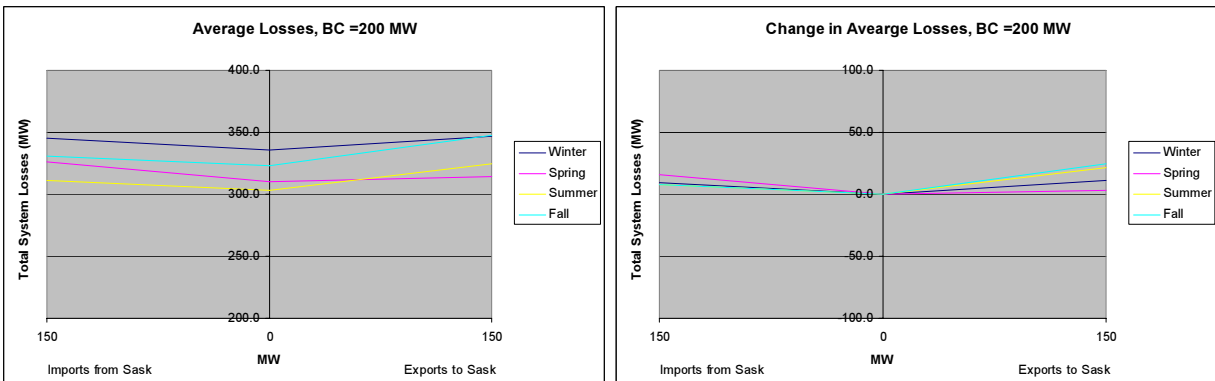 Average Losses, BC =200 MW
Total System Losses (MW)
400.0
350.0
300.0
250.0
200.0
150
0
150
MW
Imports from Sask
Exports to Sask
Winter
Spring
Summer
Fall
Change in Avearge Losses, BC =200 MW
Total System Losses (MW)
100.0
50.0
0.0
-50.0
-100.0
150
0
150
MW
Imports from Sask
Exports to Sask
Winter
Spring
Summer
Fall